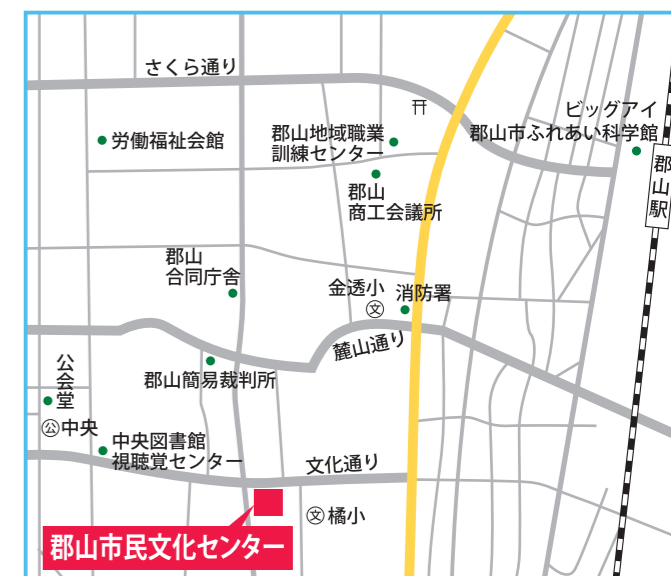 さくら通り
ビッグアイ
郡山市ふれあい科学館
労働福祉会館
郡山地域職業
訓練センター
郡山駅
郡山
商工会議所
郡山
合同庁舎
金透小
文
消防署
麓山通り
公会堂
郡山簡易裁判所
公中央
中央図書館
視聴覚センター
文化通り
文橘小
郡山市民文化センター